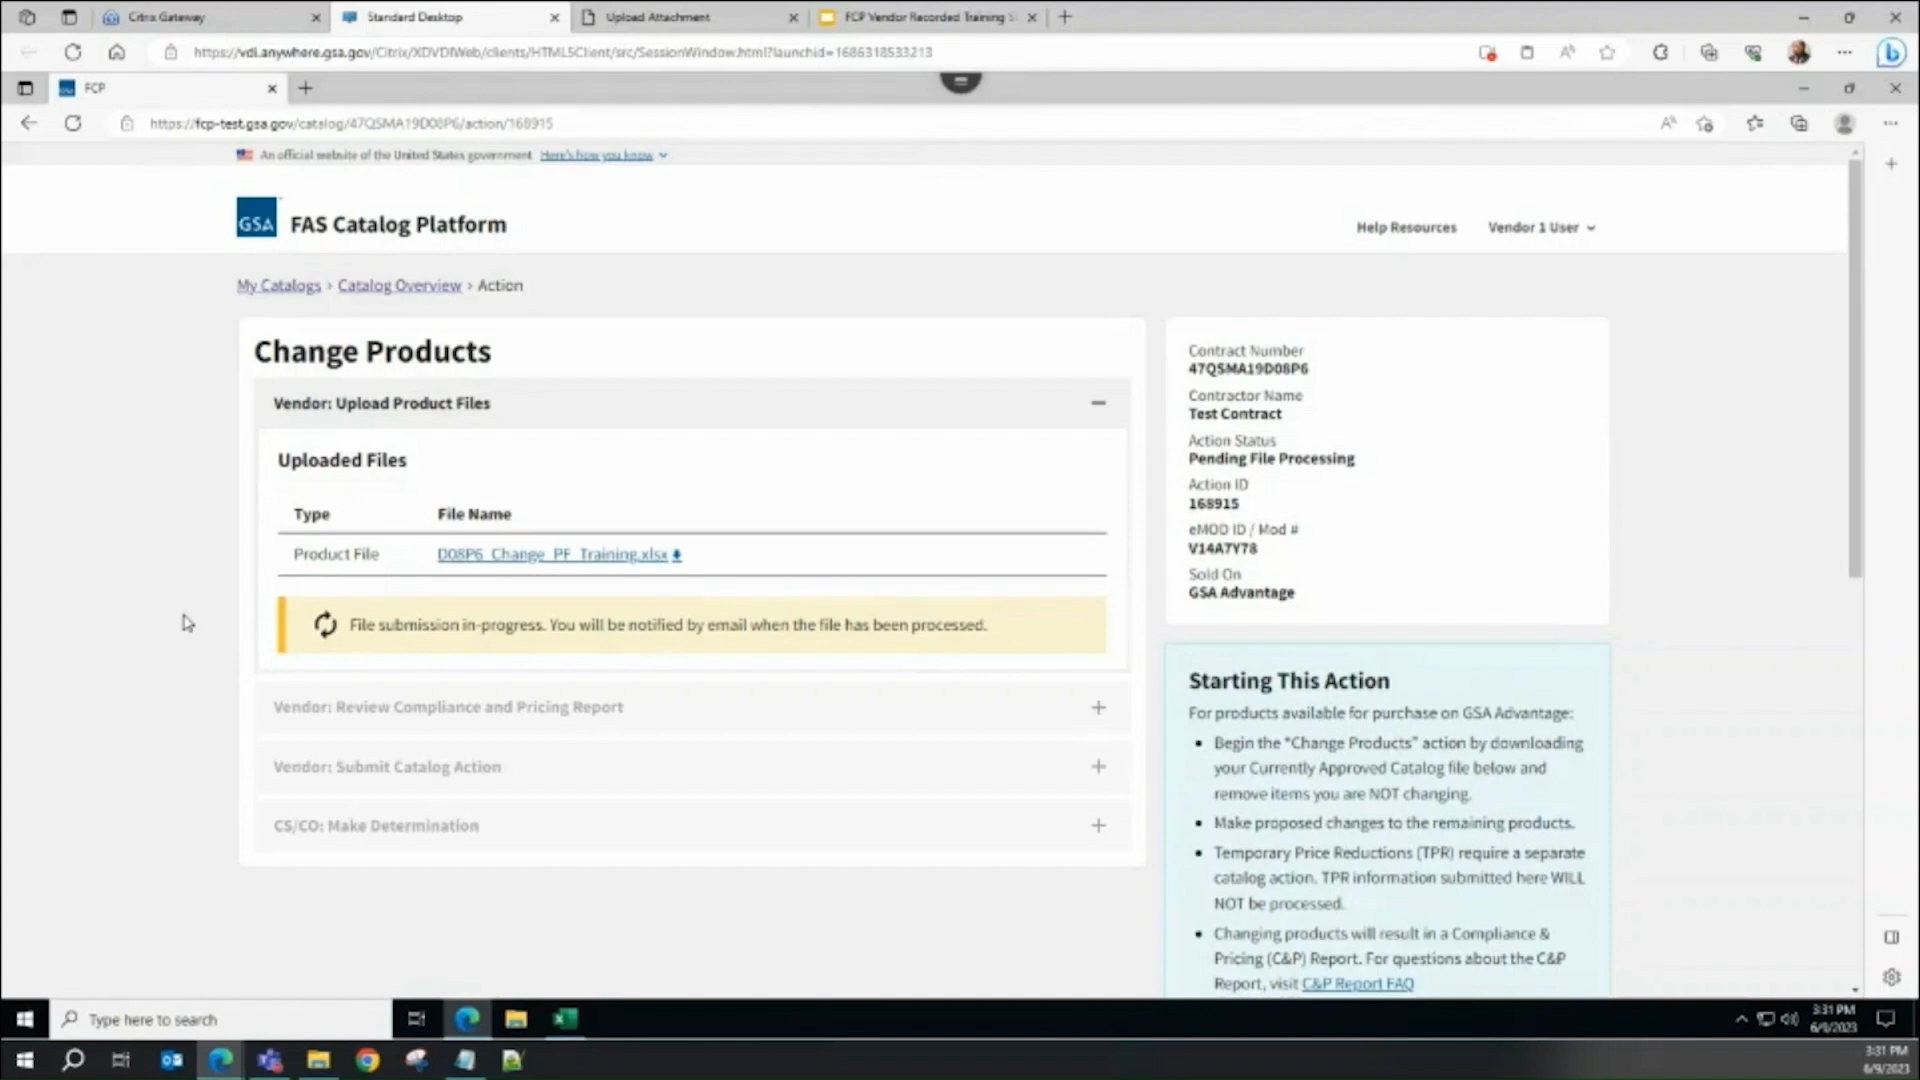 Citrix Gateway
Standard Desktop
Upload Attachment
FCP Vendor Recorded Training S
https://vdi.anywhere.gsa.gov/Citrix/XDVDIWeb/clients/HTML5Client/src/SessionWindow.html?launchid=1686318533213
FCP
https://fcp-test.gsa.gov/catalog/47QSMA19D08P6/action/168915
An official website of the United States government Here's how you know
GSA FAS Catalog Platform
Help Resources
Vendor 1 User
My Catalogs › Catalog Overview › Action
Change Products
Vendor: Upload Product Files
Uploaded Files
Type File Name
Product File D08P6_Change_PF_Training.xlsx
File submission in-progress. You will be notified by email when the file has been processed.
Vendor: Review Compliance and Pricing Report
Vendor: Submit Catalog Action
CS/CO: Make Determination
Contract Number
47QSMA19D08P6
Contractor Name
Test Contract
Action Status
Pending File Processing
Action ID
168915
eMOD ID / Mod #
V14A7Y78
Sold On
GSA Advantage
Starting This Action
For products available for purchase on GSA Advantage:
• Begin the "Change Products" action by downloading
your Currently Approved Catalog file below and
remove items you are NOT changing.
• Make proposed changes to the remaining products.
• Temporary Price Reductions (TPR) require a separate
catalog action. TPR information submitted here WILL
NOT be processed.
• Changing products will result in a Compliance &
Pricing (C&P) Report. For questions about the C&P
Report, visit C&P Report FAQ
Type here to search
3:31 PM
6/9/2023
3:31 PM
6/9/2023